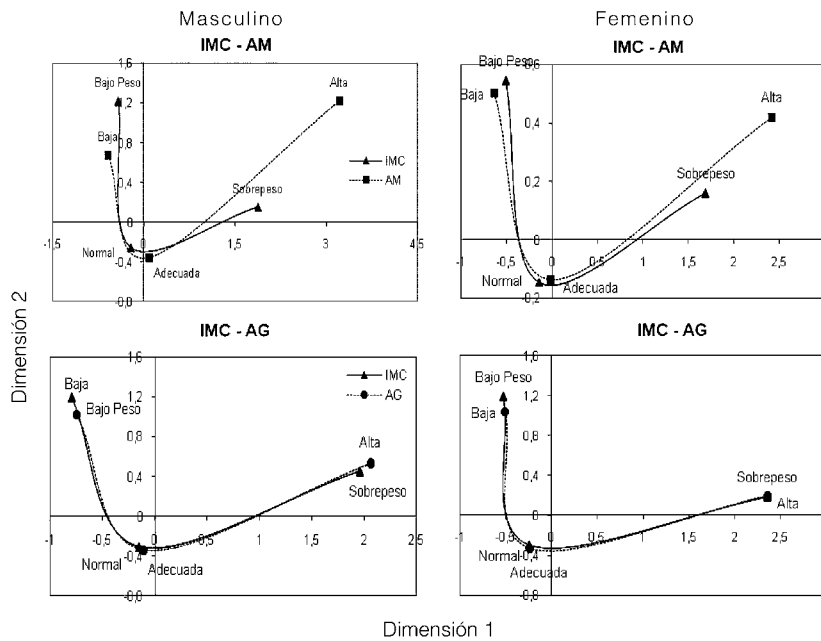 Masculino
IMC - AM
1,6
Bajo Peso
1,2
Alta
Baja
0,8
IMC
AM
0,4
Sobrepeso
0
-1,5 0 1,5 3 4,5
Normal
-0,4
Adecuada
-0,8
Femenino
IMC - AM
0,6
Bajo Peso
Baja
Alta
0,4
Sobrepeso
0,2
0
-1 -0,5 0 0,5 1 1,5 2 2,5
Normal
Adecuada
-0,2
Dimensión 2
IMC - AG
1,6
Baja
1,2
Bajo Peso
IMC
AG
0,8
Alta
0,4
Sobrepeso
0
-1 -0,5 0 0,5 1 1,5 2 2,5
-0,4
Normal
Adecuada
-0,8
IMC - AG
1,6
Bajo Peso
1,2
Baja
0,8
0,4
Sobrepeso
Alta
0
-1 -0,5 0 0,5 1 1,5 2 2,5
Normal
-0,4
Adecuada
-0,8
Dimensión 1